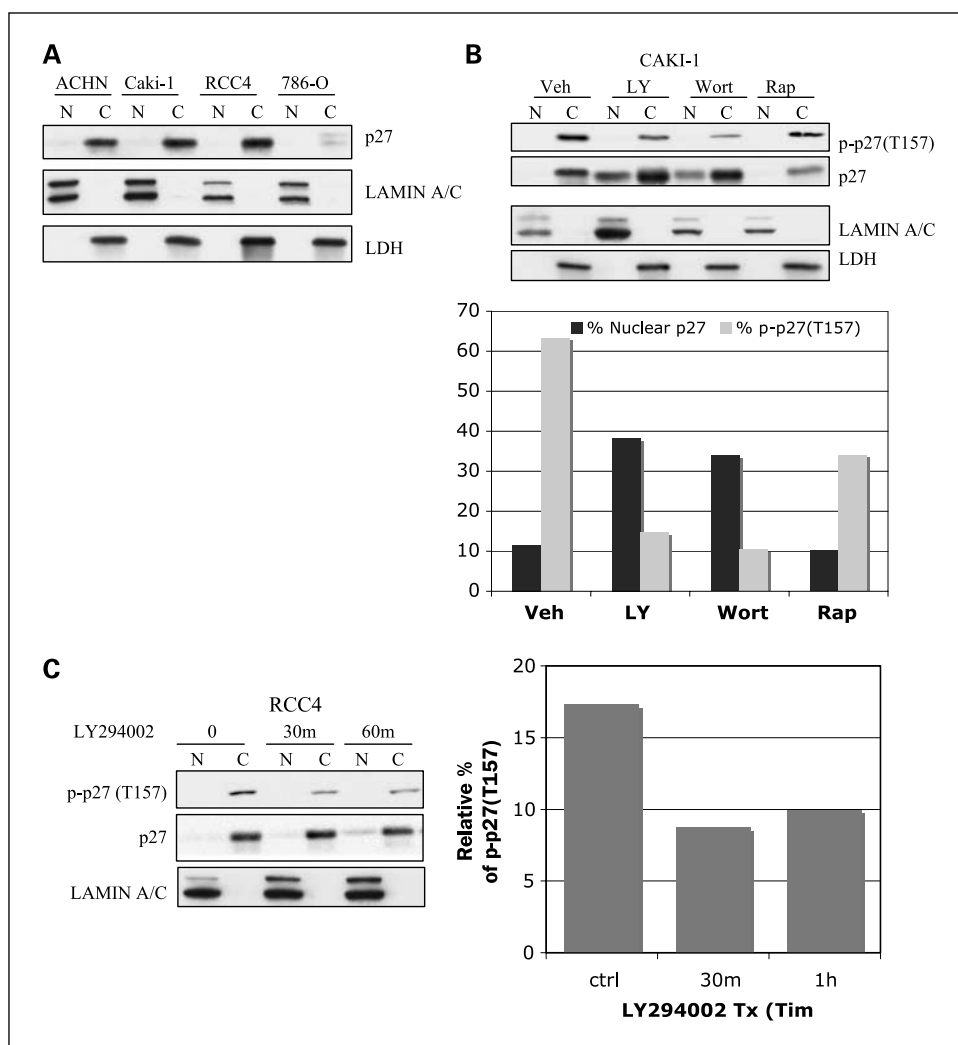 A
ACHN Caki-1 RCC4 786-O
N C N C N C N C
p27
LAMIN A/C
LDH
B
CAKI-1
Veh LY Wort Rap
N C N C N C N C
p-p27(T157)
p27
LAMIN A/C
LDH
70
60
50
40
30
20
10
0
% Nuclear p27 % p-p27(T157)
Veh LY Wort Rap
C
RCC4
LY294002 0 30m 60m
N C N C N C
p-p27 (T157)
p27
LAMIN A/C
Relative %
of p-p27(T157)
20
15
10
5
0
ctrl 30m 1h
LY294002 Tx (Tim